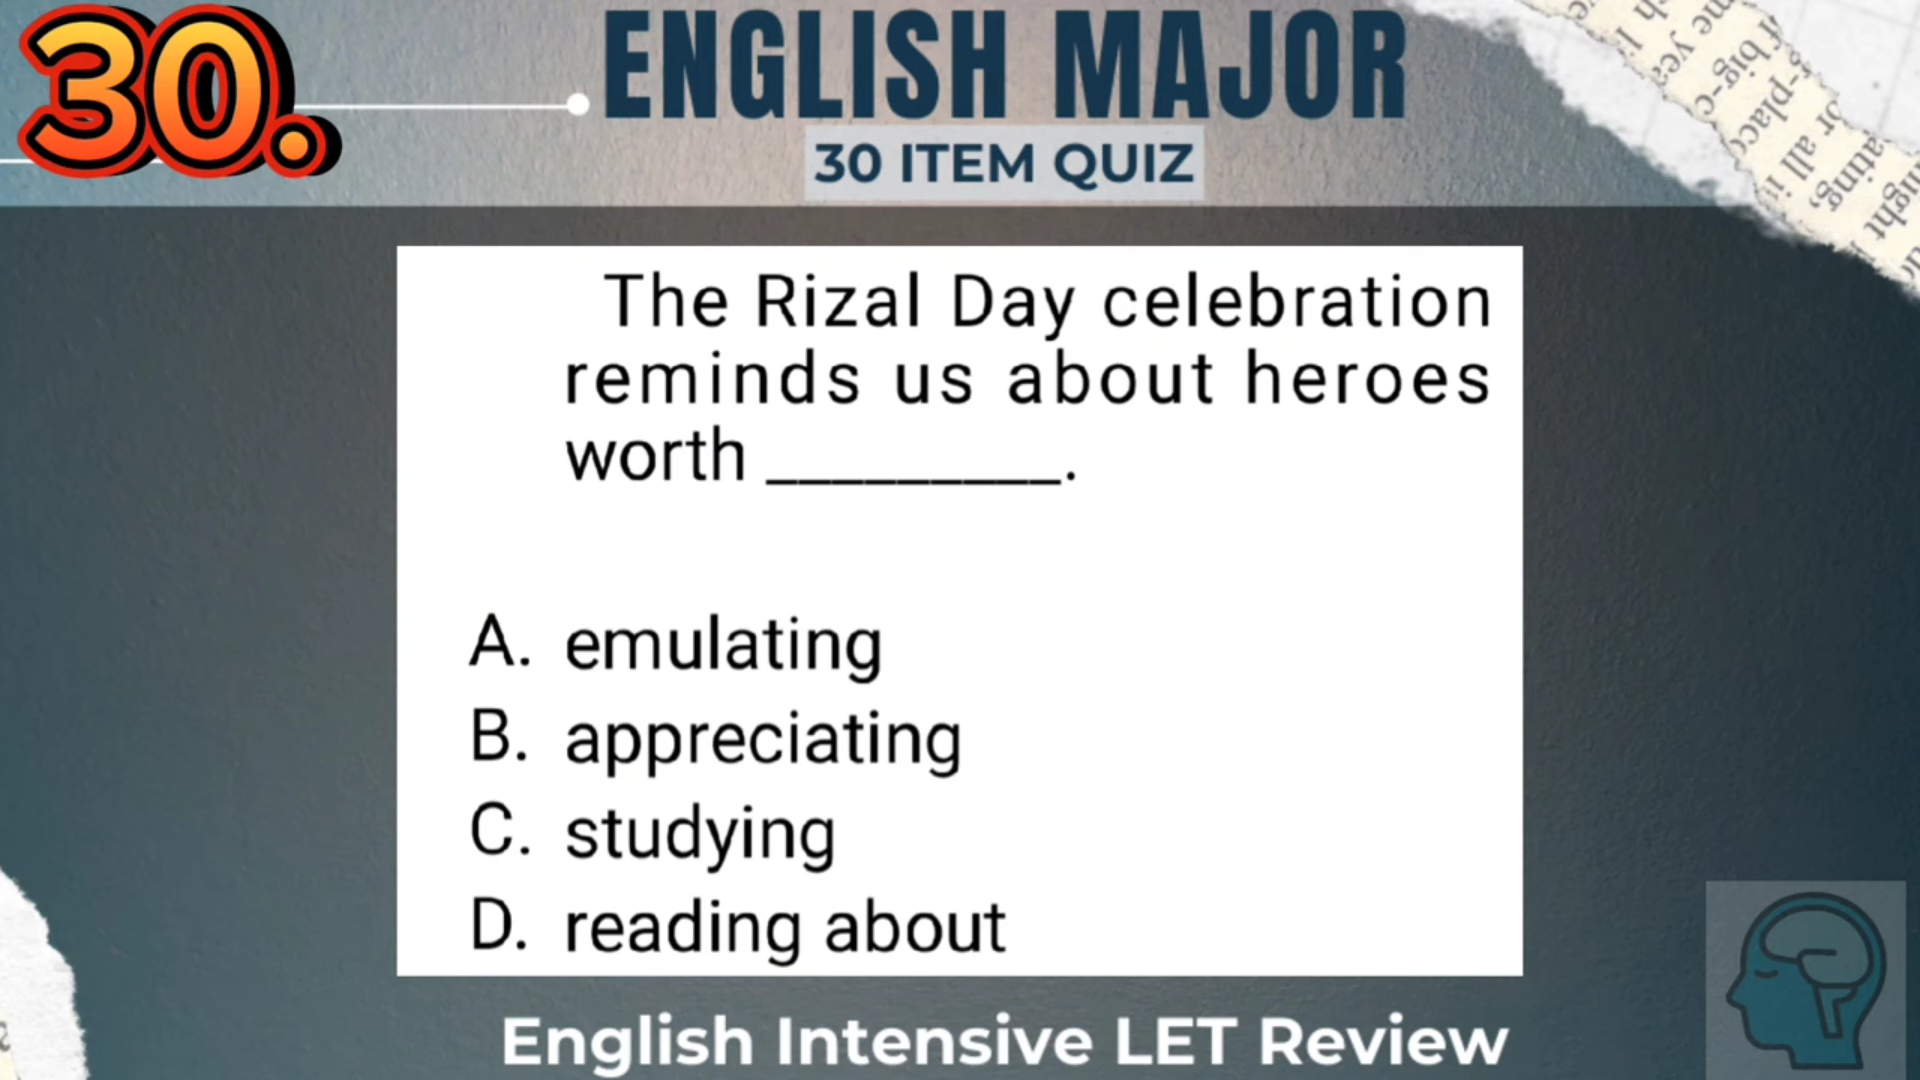 30.
ENGLISH MAJOR
30 ITEM QUIZ
The Rizal Day celebration
reminds us about heroes
worth _________.
A. emulating
B. appreciating
C. studying
D. reading about
English Intensive LET Review